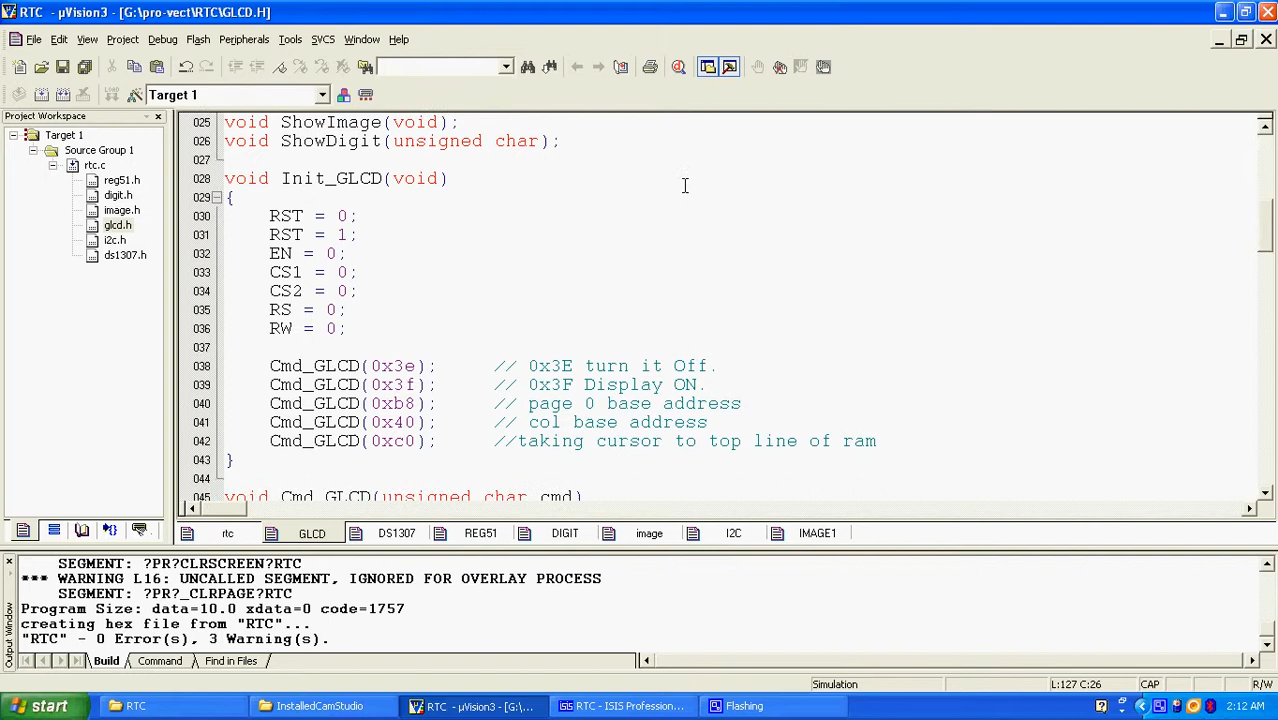 RTC - µVision3 - [G:\pro-vect\RTC\GLCD.H]
File Edit View Project Debug Flash Peripherals Tools SVCS Window Help
Target 1
Project Workspace
Target 1
Source Group 1
rtc.c
reg51.h
digit.h
image.h
glcd.h
i2c.h
ds1307.h
025 void ShowImage(void);
026 void ShowDigit(unsigned char);
027
028 void Init_GLCD(void)
029 {
030 RST = 0;
031 RST = 1;
032 EN = 0;
033 CS1 = 0;
034 CS2 = 0;
035 RS = 0;
036 RW = 0;
037
038 Cmd_GLCD(0x3e); // 0x3E turn it Off.
039 Cmd_GLCD(0x3f); // 0x3F Display ON.
040 Cmd_GLCD(0xb8); // page 0 base address
041 Cmd_GLCD(0x40); // col base address
042 Cmd_GLCD(0xc0); //taking cursor to top line of ram
043 }
044
045 void Cmd_GLCD(unsigned char cmd)
rtc GLCD DS1307 REG51 DIGIT image I2C IMAGE1
Output Window
SEGMENT: ?PR?CLRSCREEN?RTC
*** WARNING L16: UNCALLED SEGMENT, IGNORED FOR OVERLAY PROCESS
SEGMENT: ?PR?_CLRPAGE?RTC
Program Size: data=10.0 xdata=0 code=1757
creating hex file from "RTC"...
"RTC" - 0 Error(s), 3 Warning(s).
Build Command Find in Files
Simulation L:127 C:26 CAP R/W
start RTC InstalledCamStudio RTC - µVision3 - [G:\... RTC - ISIS Profession... Flashing 2:12 AM